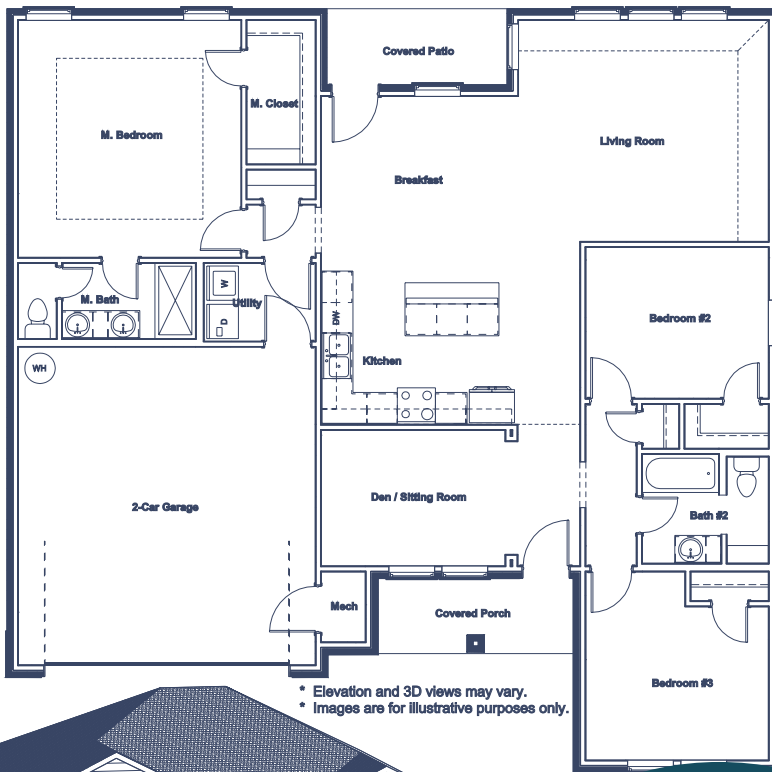 Covered Patio
M. Closet
M. Bedroom
Living Room
Breakfast
M. Bath
W
Utility
D
DW
Bedroom #2
Kitchen
WH
Den / Sitting Room
2-Car Garage
Bath #2
Mech
Covered Porch
Bedroom #3
* Elevation and 3D views may vary.
* Images are for illustrative purposes only.